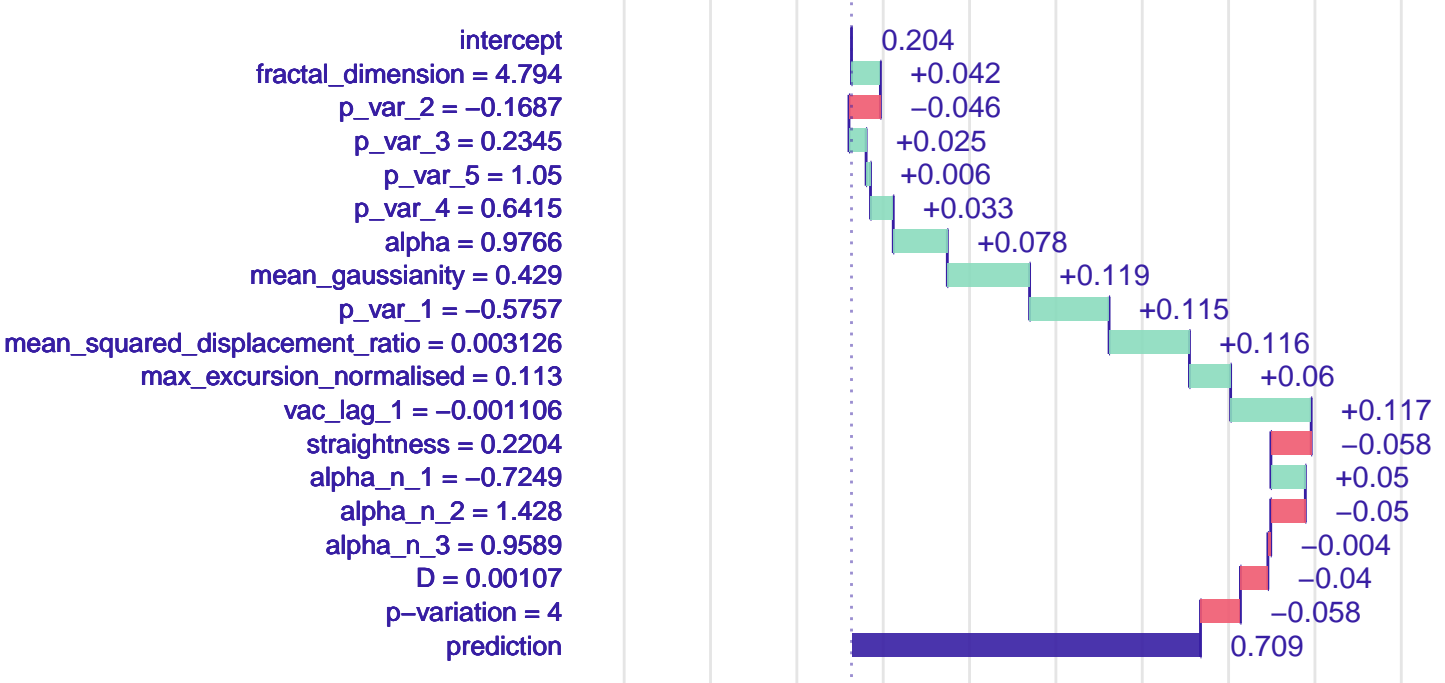 intercept 0.204
fractal_dimension = 4.794 +0.042
p_var_2 = −0.1687 −0.046
p_var_3 = 0.2345 +0.025
p_var_5 = 1.05 +0.006
p_var_4 = 0.6415 +0.033
alpha = 0.9766 +0.078
mean_gaussianity = 0.429 +0.119
p_var_1 = −0.5757 +0.115
mean_squared_displacement_ratio = 0.003126 +0.116
max_excursion_normalised = 0.113 +0.06
vac_lag_1 = −0.001106 +0.117
straightness = 0.2204 −0.058
alpha_n_1 = −0.7249 +0.05
alpha_n_2 = 1.428 −0.05
alpha_n_3 = 0.9589 −0.004
D = 0.00107 −0.04
p−variation = 4 −0.058
prediction 0.709